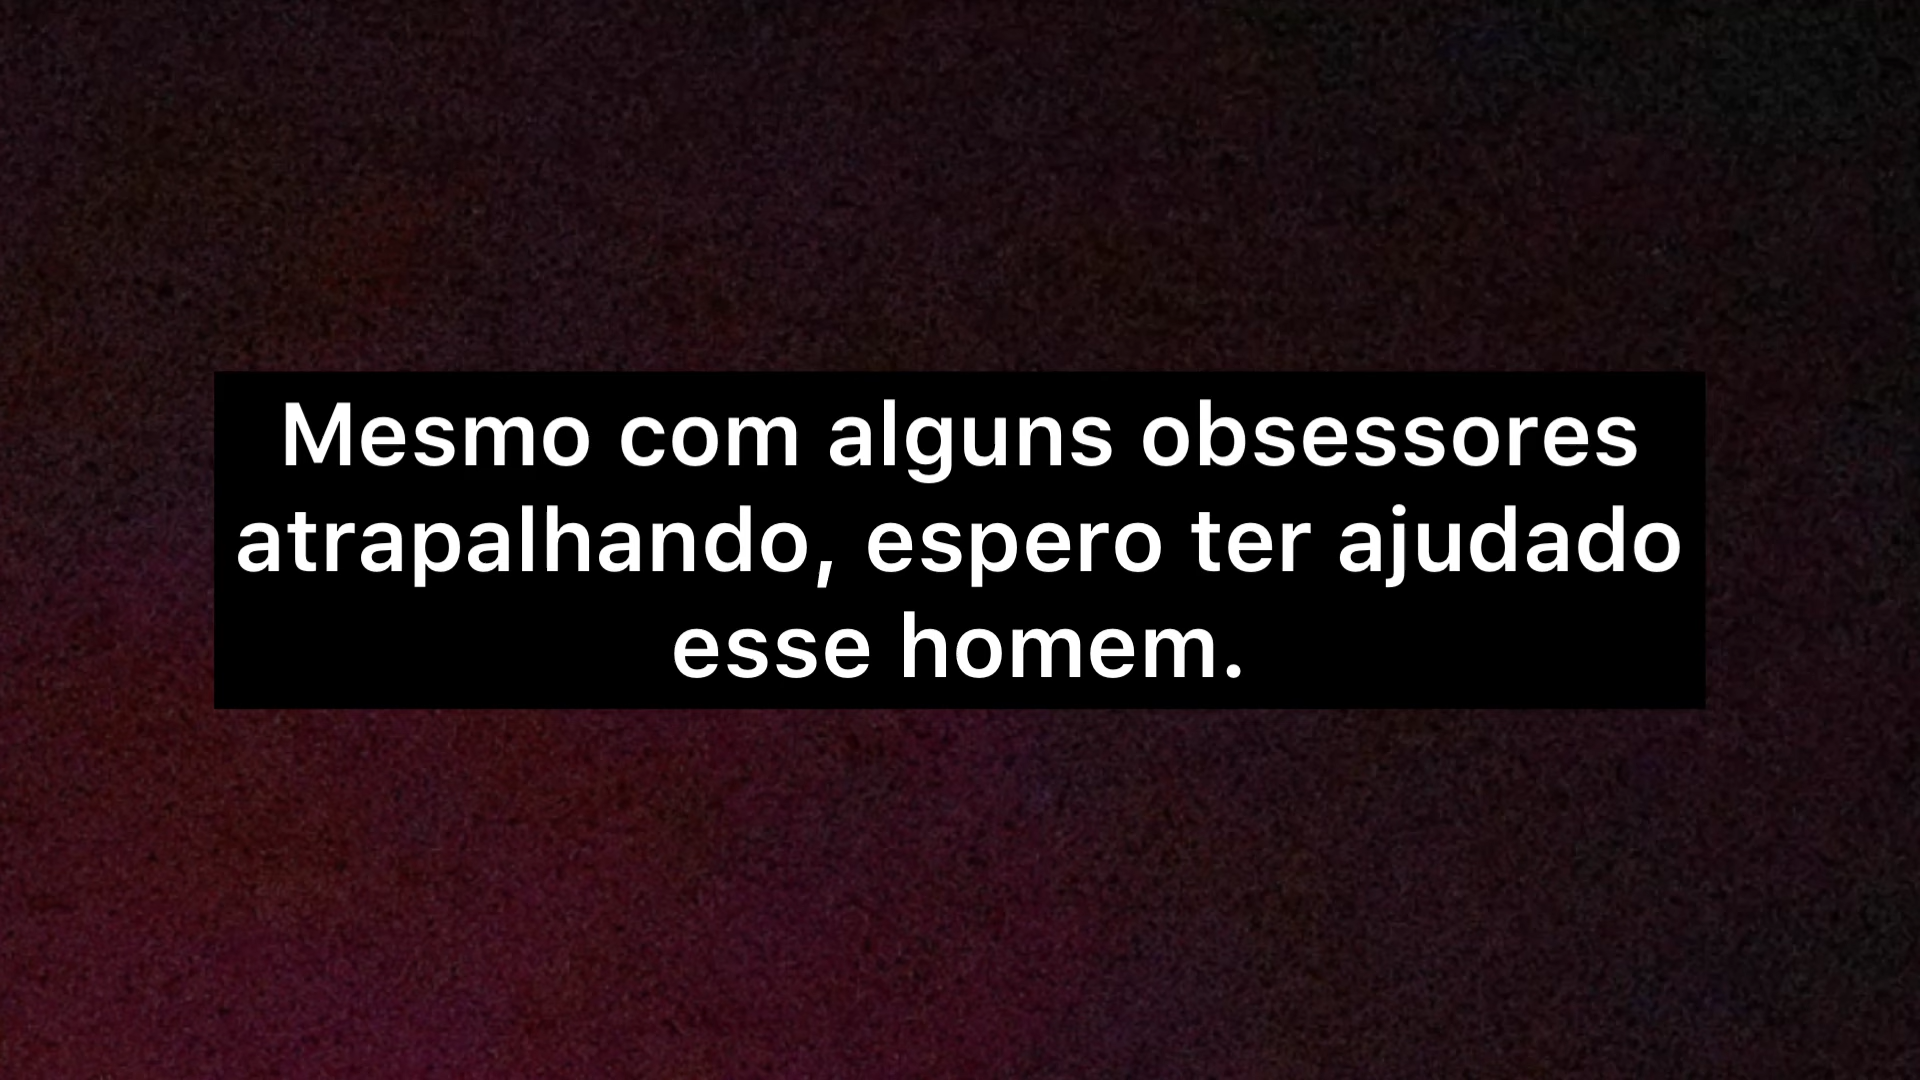 Mesmo com alguns obsessores
atrapalhando, espero ter ajudado
esse homem.